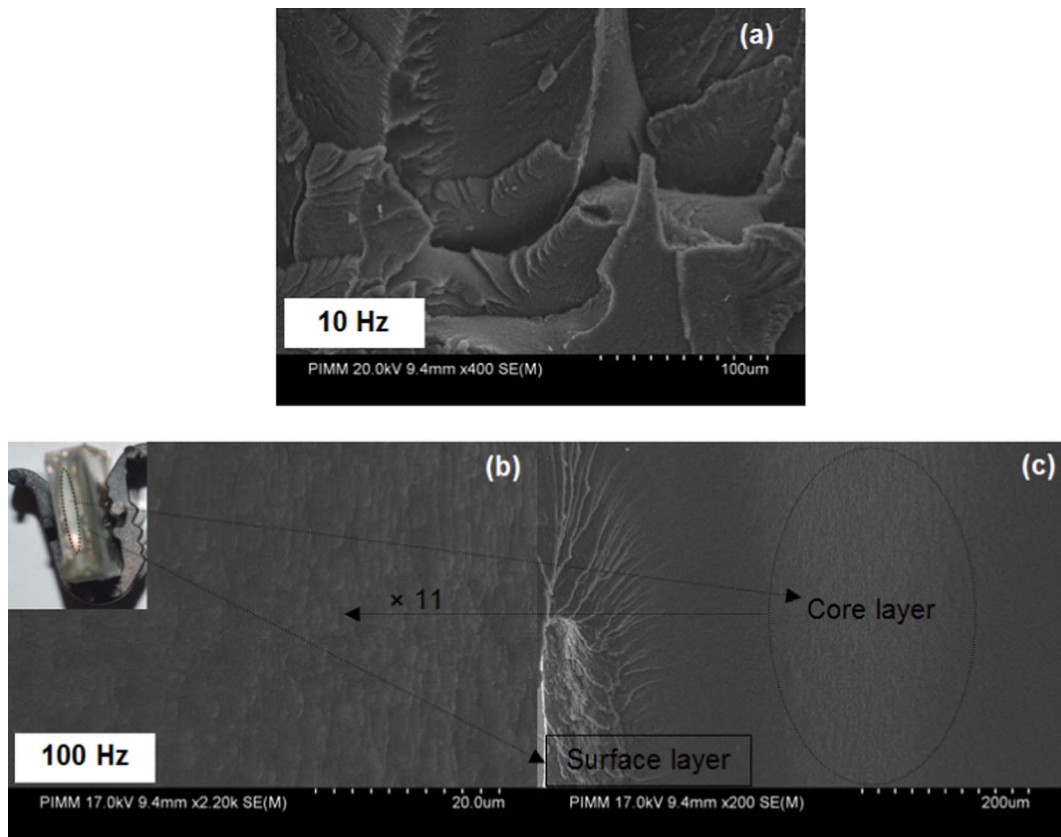 (a)
10 Hz
PIMM 20.0kV 9.4mm x400 SE(M)
100um
(b)
(c)
× 11
Core layer
100 Hz
Surface layer
PIMM 17.0kV 9.4mm x2.20k SE(M)
20.0um
PIMM 17.0kV 9.4mm x200 SE(M)
200um